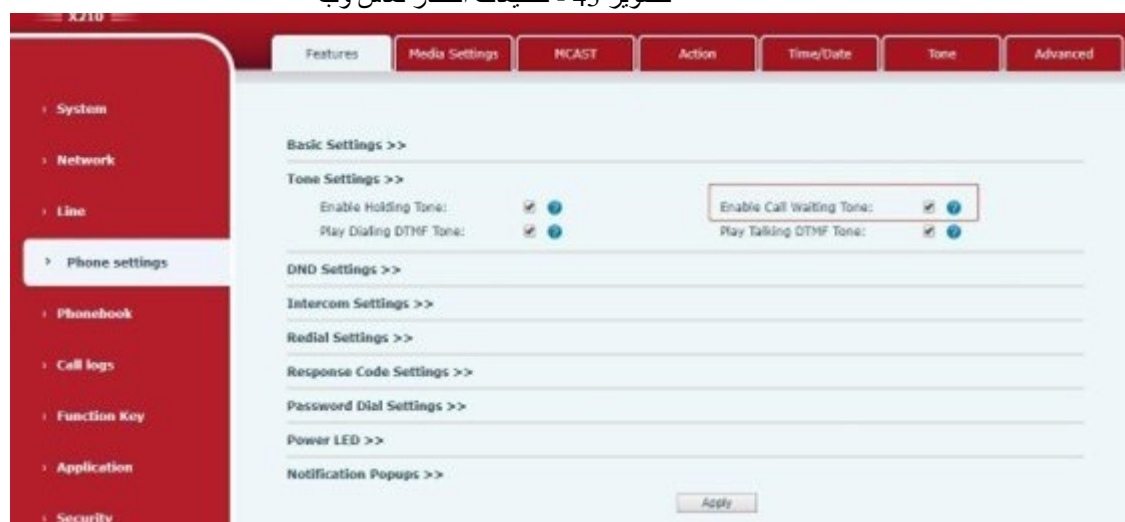 X210
Features Media Settings MCAST Action Time/Date Tone Advanced
System
Network
Line
Phone settings
Phonebook
Call logs
Function Key
Application
Security
Basic Settings >>
Tone Settings >>
Enable Holding Tone: Enable Call Waiting Tone:
Play Dialing DTMF Tone: Play Talking DTMF Tone:
DND Settings >>
Intercom Settings >>
Redial Settings >>
Response Code Settings >>
Password Dial Settings >>
Power LED >>
Notification Popups >>
Apply